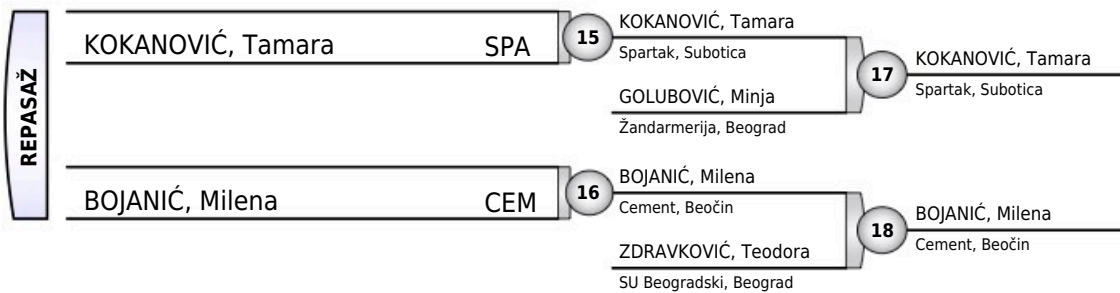 REPASAŽ
KOKANOVIĆ, Tamara SPA
15
KOKANOVIĆ, Tamara
Spartak, Subotica
GOLUBOVIĆ, Minja
Žandarmerija, Beograd
17
KOKANOVIĆ, Tamara
Spartak, Subotica
BOJANIĆ, Milena CEM
16
BOJANIĆ, Milena
Cement, Beočin
ZDRAVKOVIĆ, Teodora
SU Beogradski, Beograd
18
BOJANIĆ, Milena
Cement, Beočin